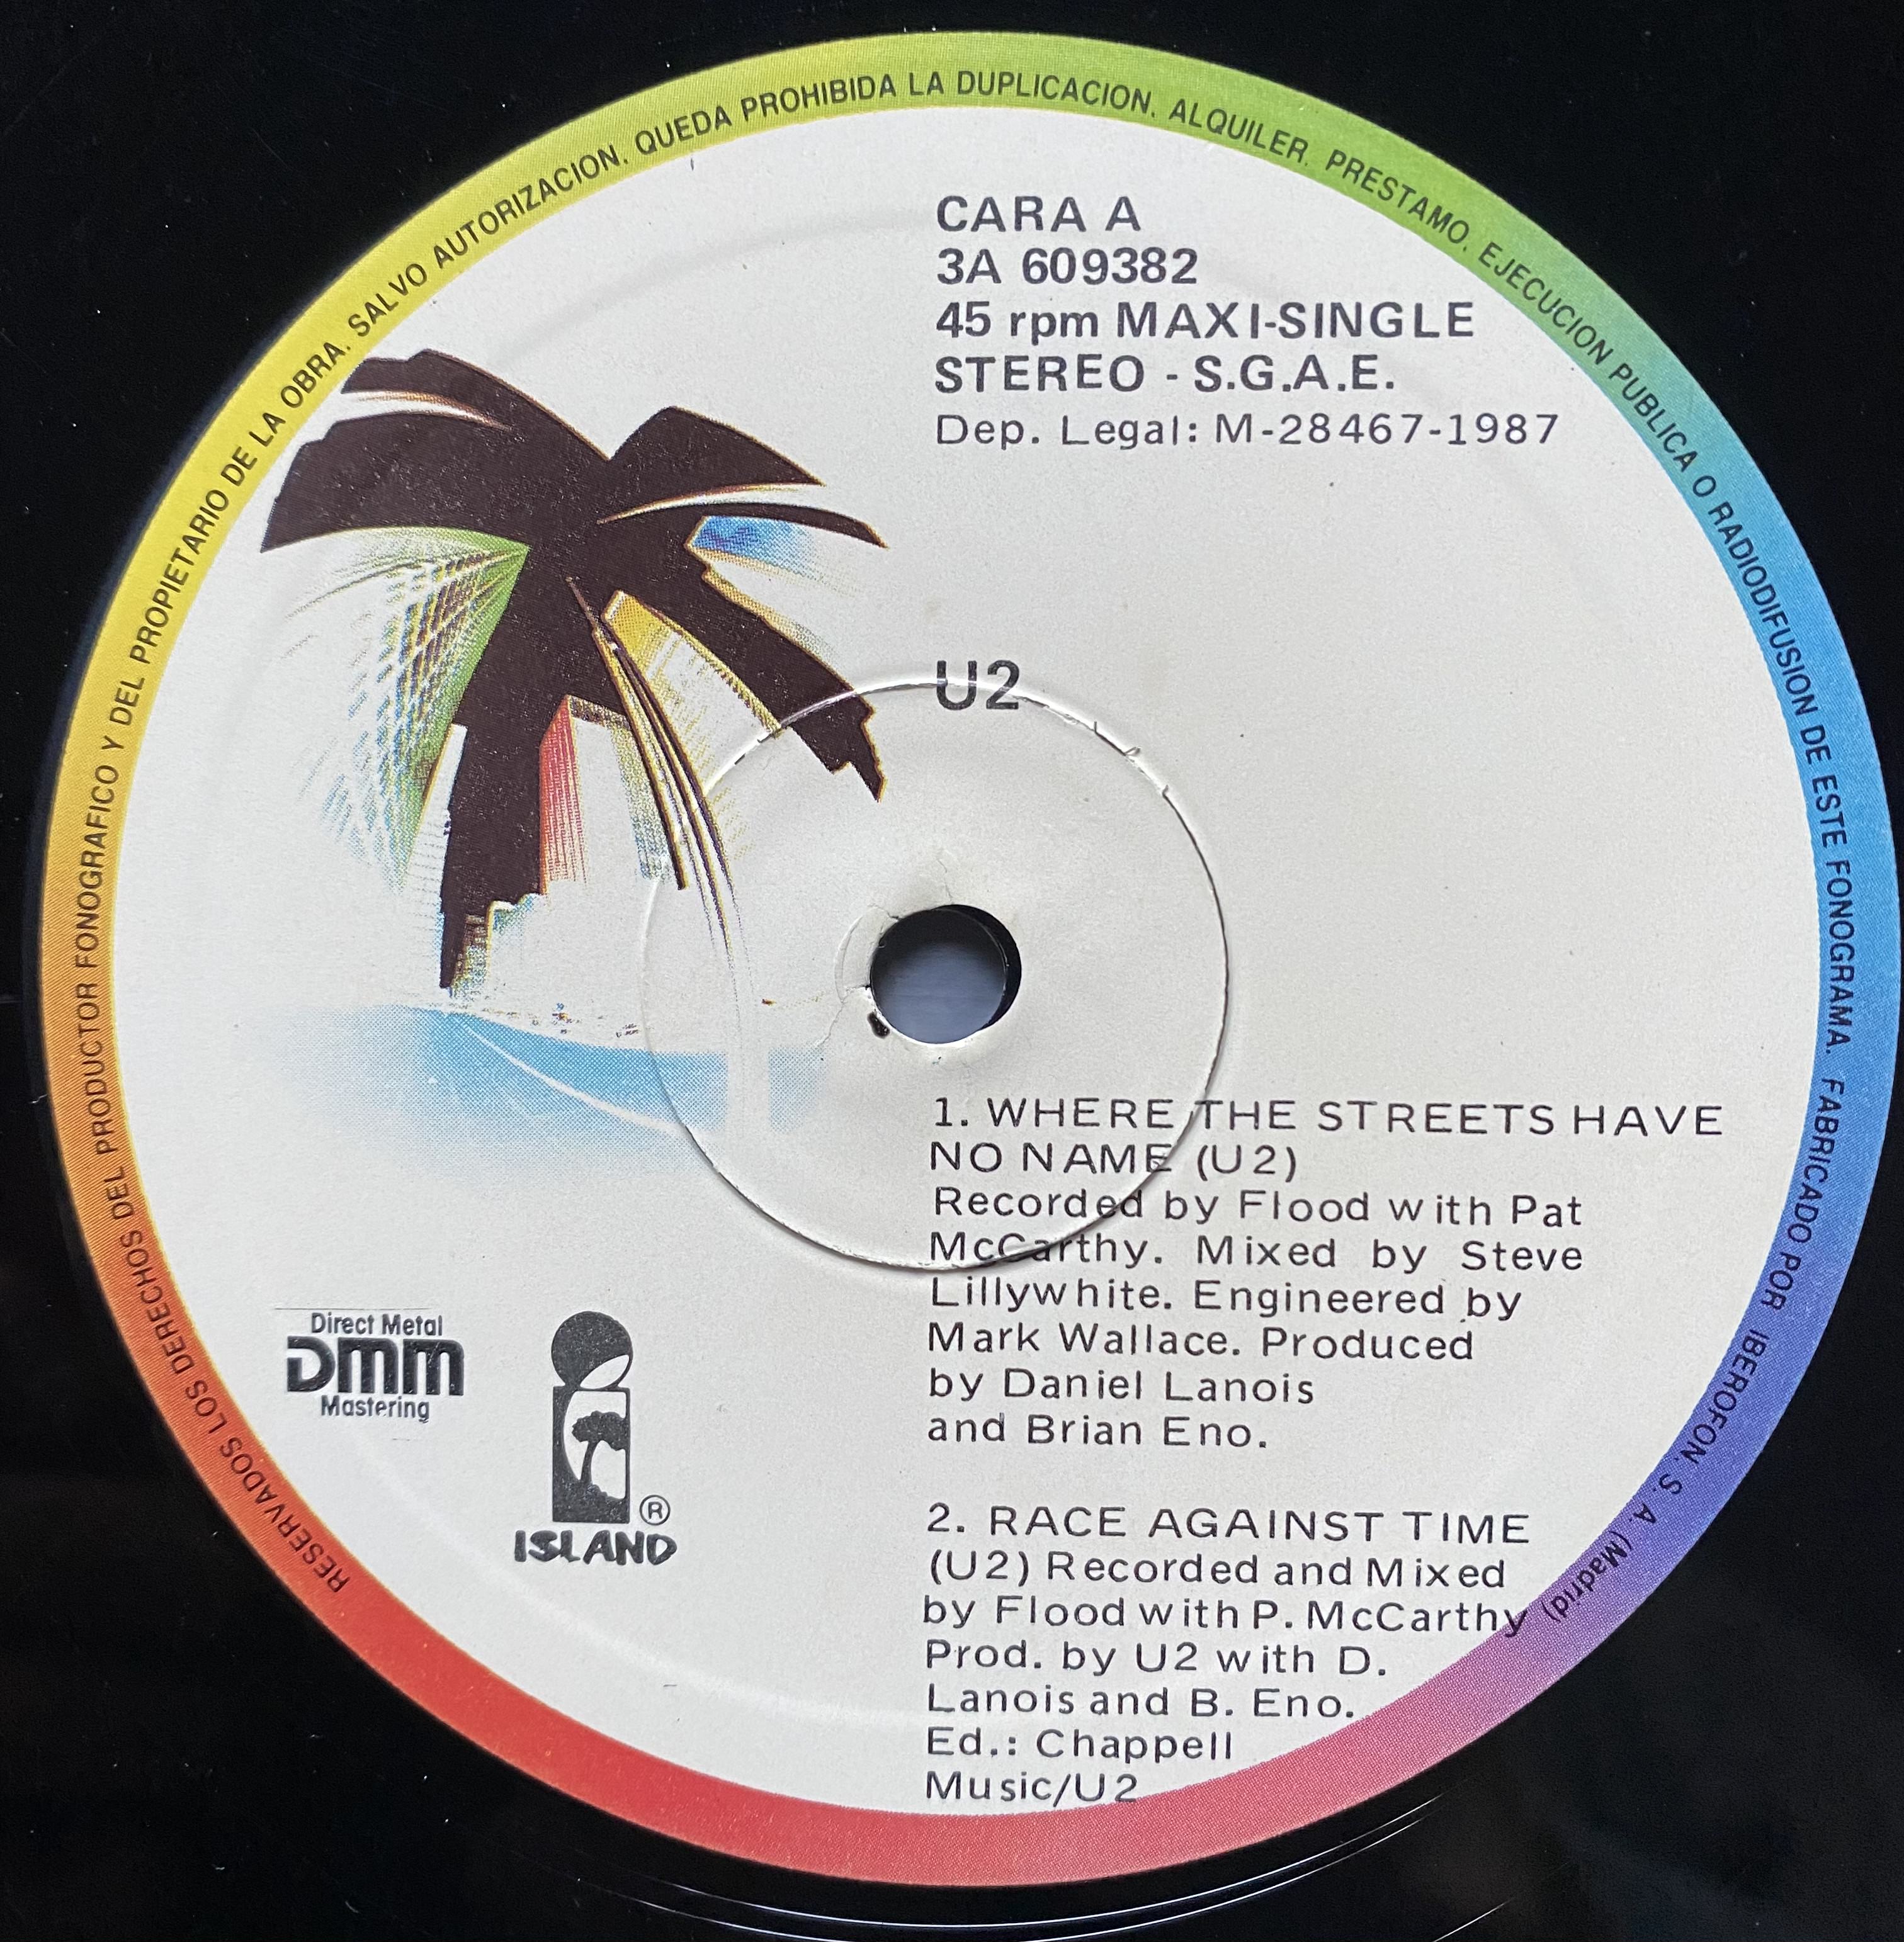 RESERVADOS LOS DERECHOS DEL PRODUCTOR FONOGRAFICO Y DEL PROPIETARIO DE LA OBRA. SALVO AUTORIZACION, QUEDA PROHIBIDA LA DUPLICACION, ALQUILER, PRESTAMO, EJECUCION PUBLICA O RADIODIFUSION DE ESTE FONOGRAMA. FABRICADO POR IBEROFON, S. A. (Madrid)
CARA A
3A 609382
45 rpm MAXI-SINGLE
STEREO - S.G.A.E.
Dep. Legal: M-28467-1987
U2
1. WHERE THE STREETS HAVE
NO NAME (U2)
Recorded by Flood with Pat
McCarthy. Mixed by Steve
Lillywhite. Engineered by
Mark Wallace. Produced
by Daniel Lanois
and Brian Eno.
2. RACE AGAINST TIME
(U2) Recorded and Mixed
by Flood with P. McCarthy
Prod. by U2 with D.
Lanois and B. Eno.
Ed.: Chappell
Music/U2
Direct Metal
DMM
Mastering
®
ISLAND